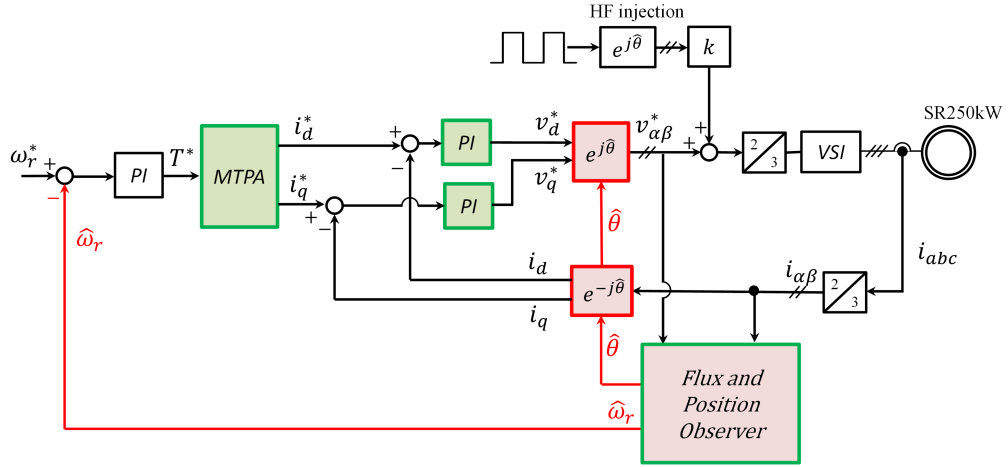 HF injection
e^{jθ̂}
k
SR250kW
i_d^*
v_d^*
v_{αβ}^*
+
+
2
3
VSI
ω_r^*
+
−
PI
T^*
MTPA
+
−
PI
e^{jθ̂}
i_q^*
+
−
PI
v_q^*
ω̂_r
θ̂
i_{abc}
i_d
i_q
e^{-jθ̂}
i_{αβ}
2
3
θ̂
Flux and
Position
Observer
ω̂_r